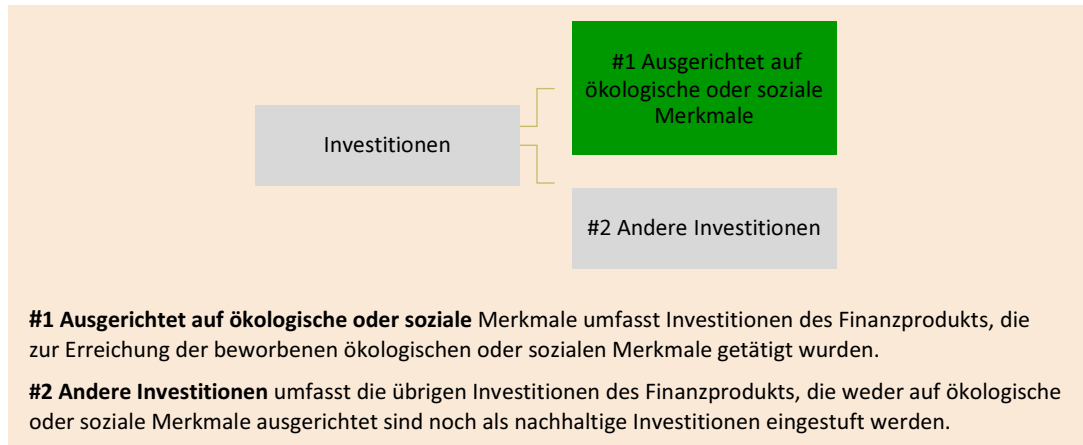 #1 Ausgerichtet auf
ökologische oder soziale
Merkmale
Investitionen
#2 Andere Investitionen
#1 Ausgerichtet auf ökologische oder soziale Merkmale umfasst Investitionen des Finanzprodukts, die
zur Erreichung der beworbenen ökologischen oder sozialen Merkmale getätigt wurden.
#2 Andere Investitionen umfasst die übrigen Investitionen des Finanzprodukts, die weder auf ökologische
oder soziale Merkmale ausgerichtet sind noch als nachhaltige Investitionen eingestuft werden.